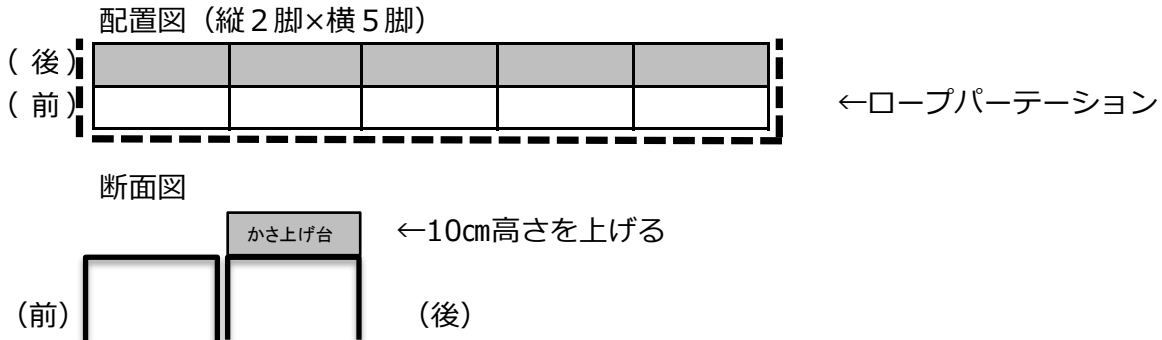 配置図（縦２脚×横５脚）
（後）
（前）
←ロープパーテーション
断面図
かさ上げ台
←10㎝高さを上げる
（前）
（後）